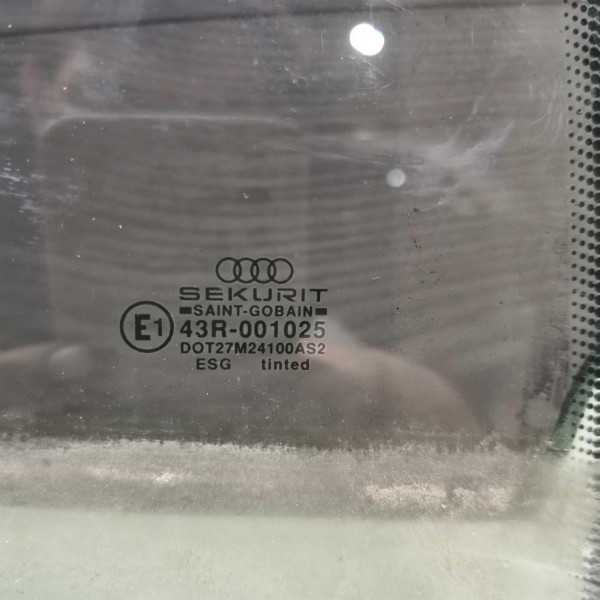 SEKURIT
SAINT-GOBAIN
E1 43R-001025
DOT27M24100AS2
ESG tinted